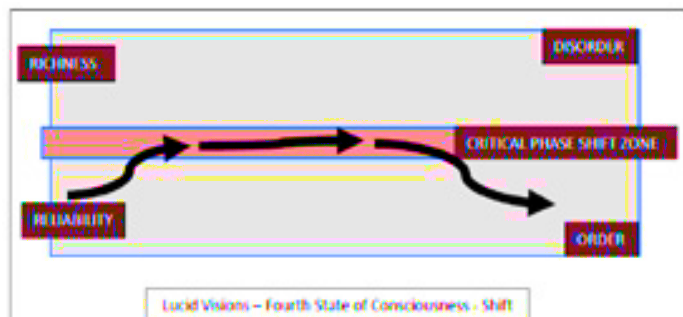 DISORDER
RICHNESS
CRITICAL PHASE SHIFT ZONE
RELIABILITY
ORDER
Lucid Visions – Fourth State of Consciousness - Shift